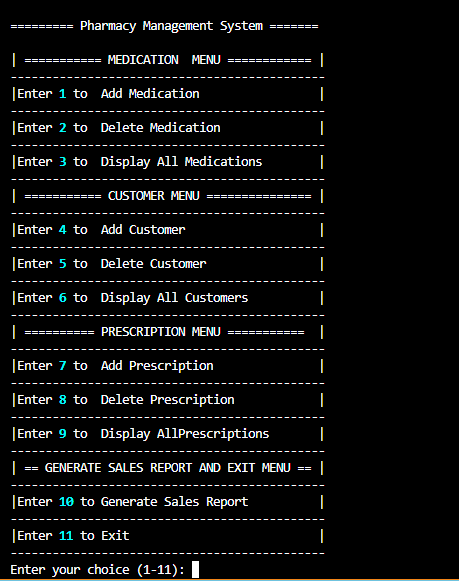 ========= Pharmacy Management System =======
| =========== MEDICATION  MENU ============ |
---------------------------------------------
|Enter 1 to  Add Medication                 |
---------------------------------------------
|Enter 2 to  Delete Medication              |
---------------------------------------------
|Enter 3 to  Display All Medications        |
---------------------------------------------
| =========== CUSTOMER MENU =============== |
---------------------------------------------
|Enter 4 to  Add Customer                   |
---------------------------------------------
|Enter 5 to  Delete Customer                |
---------------------------------------------
|Enter 6 to  Display All Customers          |
---------------------------------------------
| ========== PRESCRIPTION MENU ===========  |
---------------------------------------------
|Enter 7 to  Add Prescription               |
---------------------------------------------
|Enter 8 to  Delete Prescription            |
---------------------------------------------
|Enter 9 to  Display AllPrescriptions       |
---------------------------------------------
| == GENERATE SALES REPORT AND EXIT MENU == |
---------------------------------------------
|Enter 10 to Generate Sales Report          |
---------------------------------------------
|Enter 11 to Exit                           |
---------------------------------------------
Enter your choice (1-11):